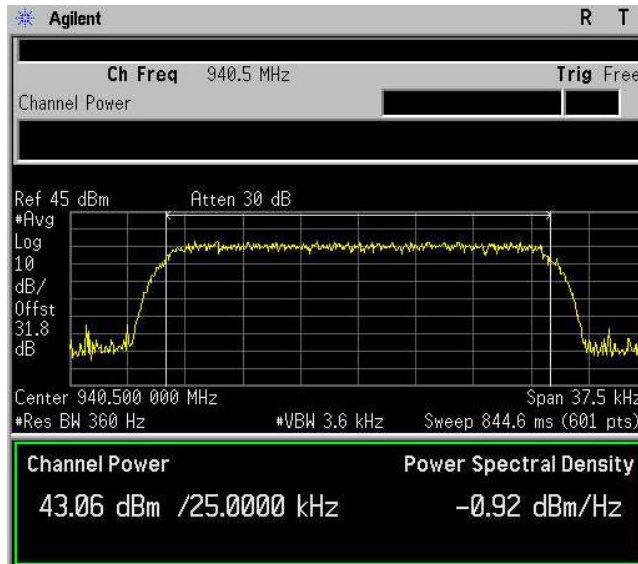 Agilent R T
Ch Freq 940.5 MHz Trig Free
Channel Power
Ref 45 dBm Atten 30 dB
#Avg
Log
10
dB/
Offst
31.8
dB
Center 940.500 000 MHz Span 37.5 kHz
#Res BW 360 Hz #VBW 3.6 kHz Sweep 844.6 ms (601 pts)
Channel Power Power Spectral Density
43.06 dBm /25.0000 kHz -0.92 dBm/Hz